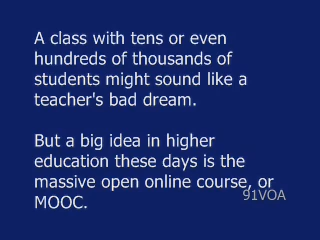 A class with tens or even
hundreds of thousands of
students might sound like a
teacher's bad dream.
But a big idea in higher
education these days is the
massive open online course, or
MOOC.
91VOA